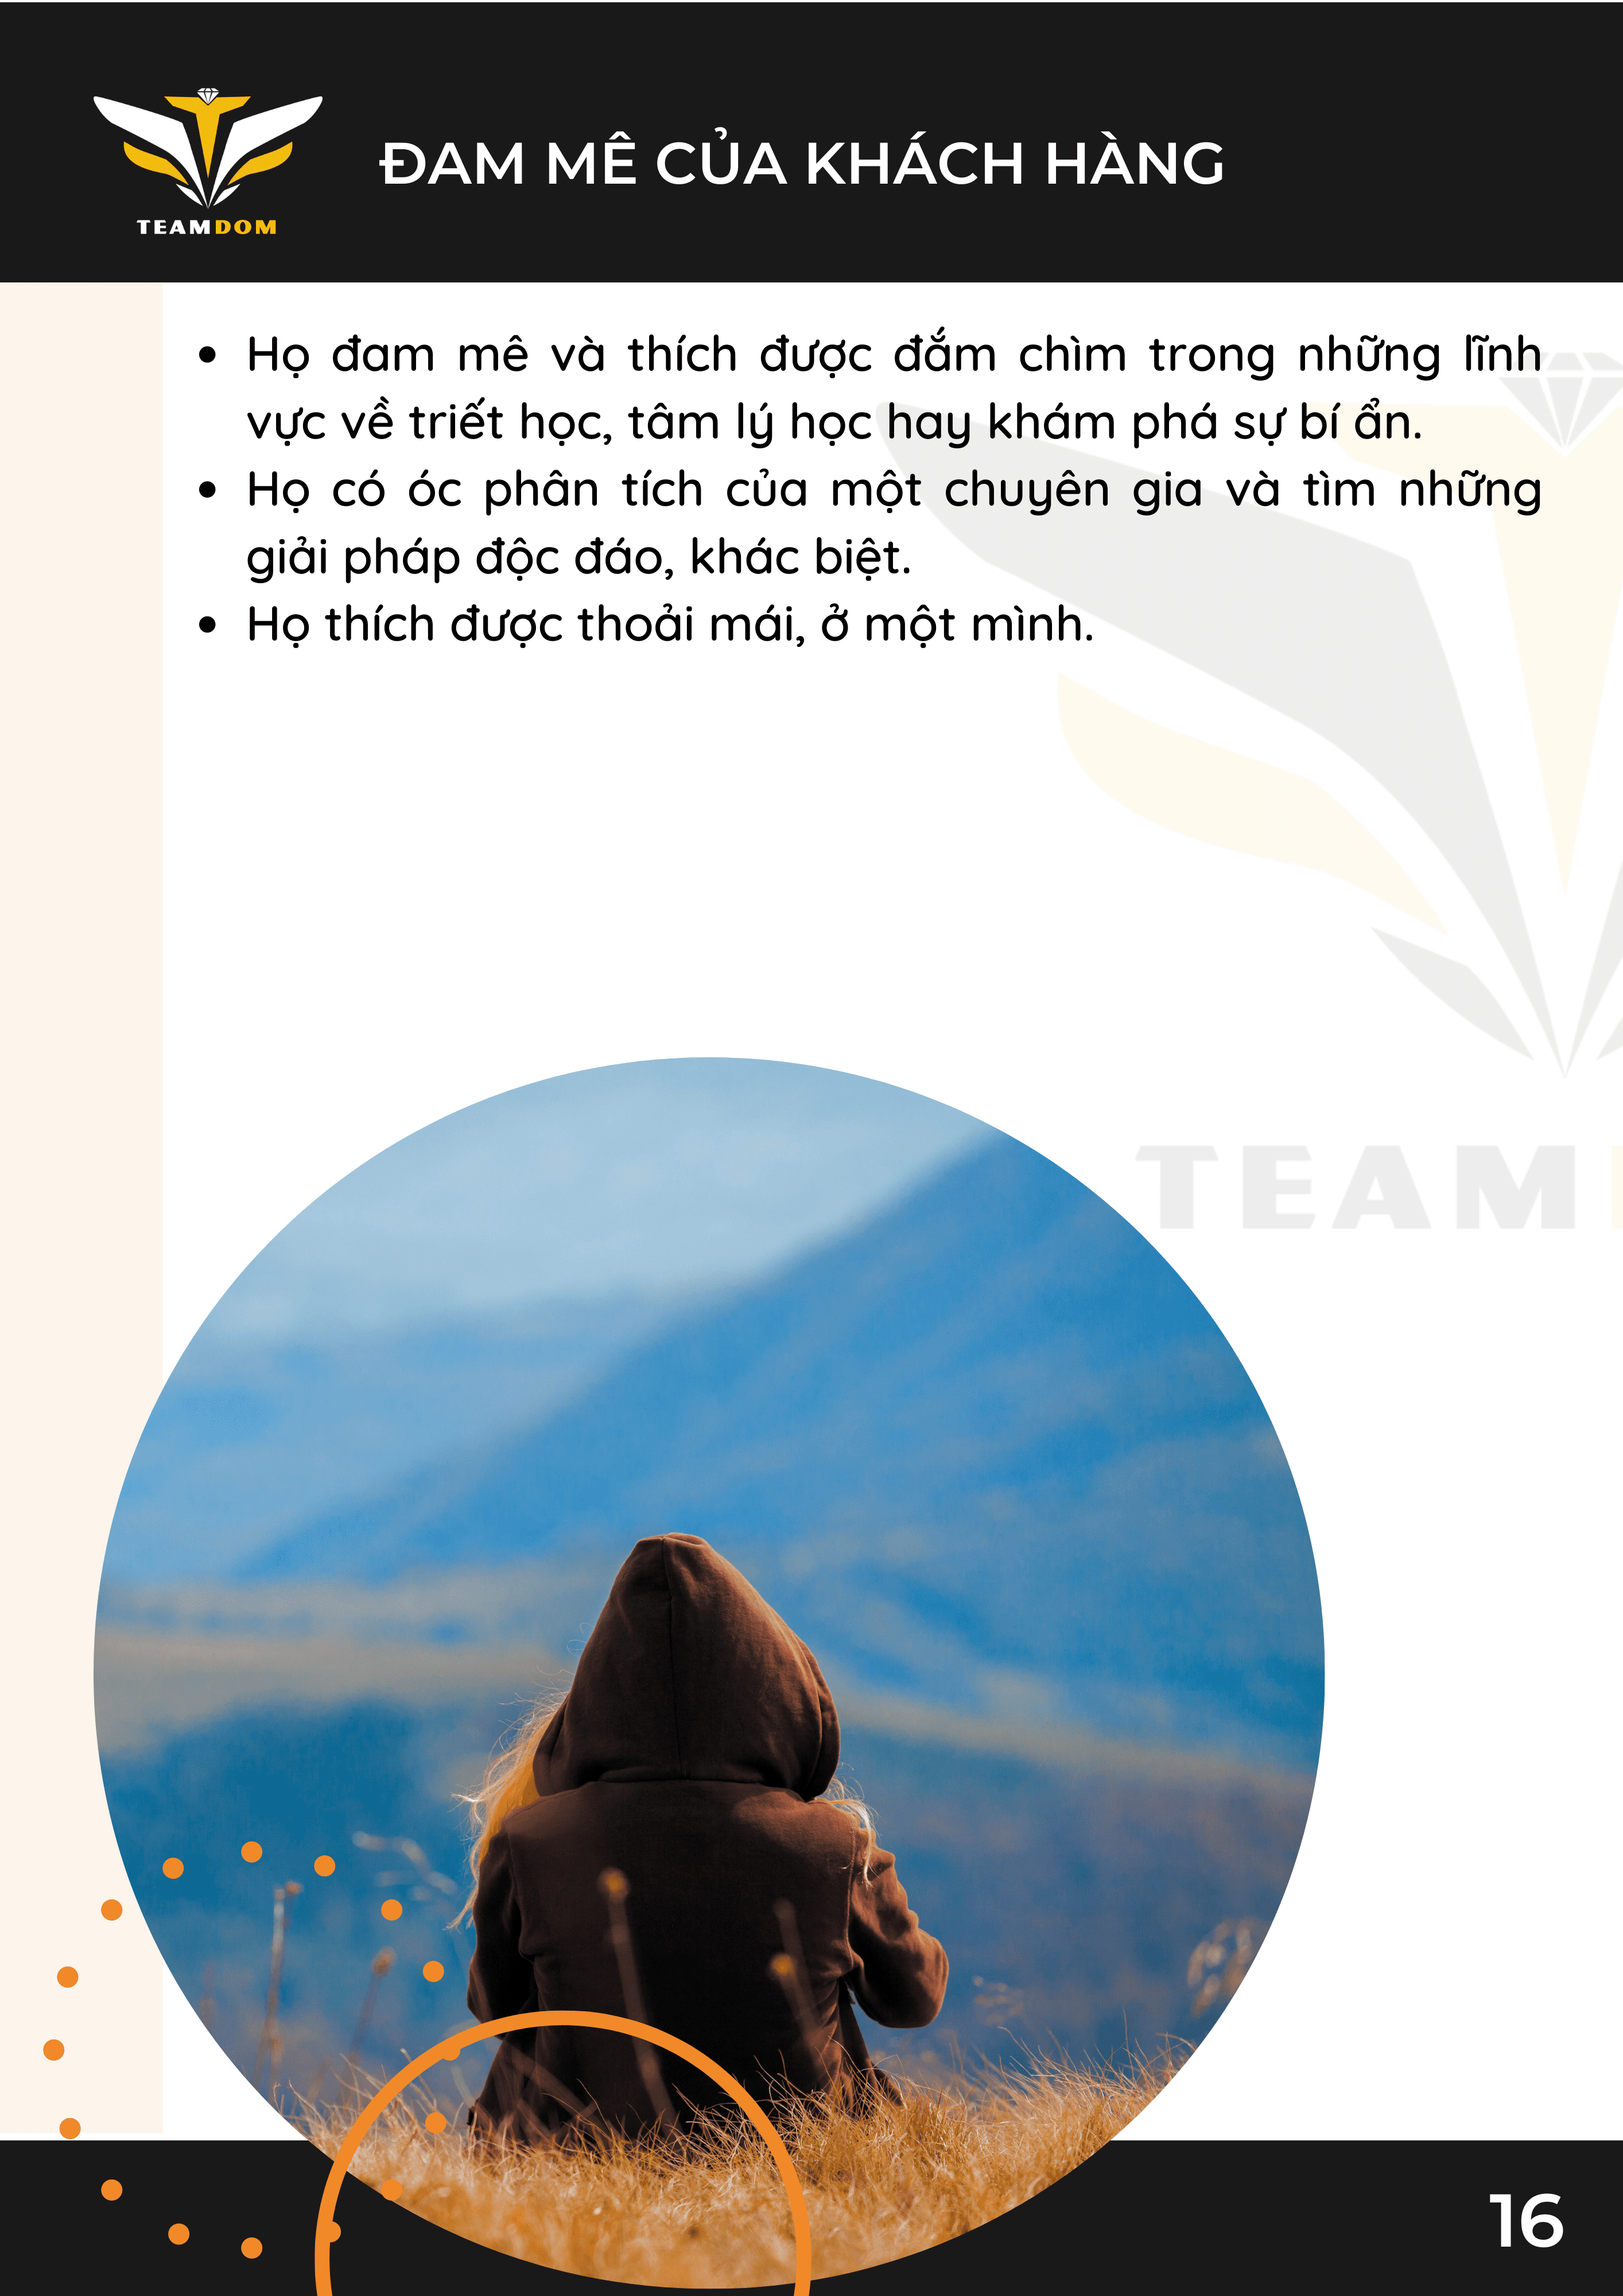 TEAMDOM
ĐAM MÊ CỦA KHÁCH HÀNG
Họ đam mê và thích được đắm chìm trong những lĩnh
vực về triết học, tâm lý học hay khám phá sự bí ẩn.
Họ có óc phân tích của một chuyên gia và tìm những
giải pháp độc đáo, khác biệt.
Họ thích được thoải mái, ở một mình.
TEAM
16